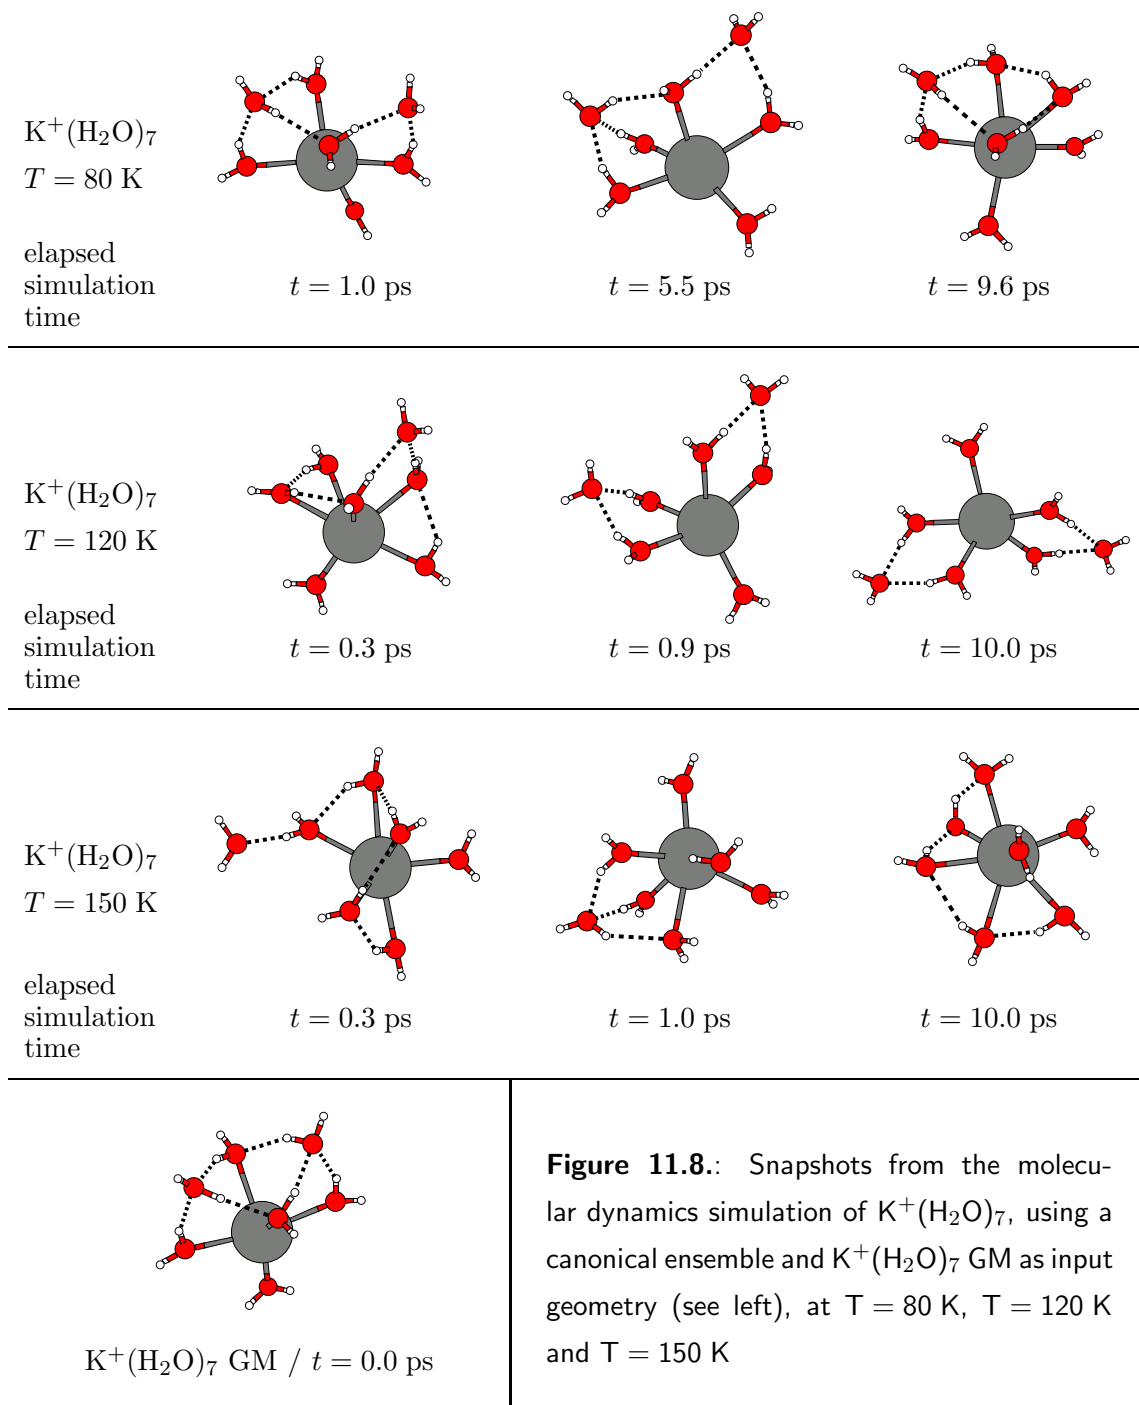 K⁺(H₂O)₇
T = 80 K
elapsed
simulation
time
t = 1.0 ps
t = 5.5 ps
t = 9.6 ps
K⁺(H₂O)₇
T = 120 K
elapsed
simulation
time
t = 0.3 ps
t = 0.9 ps
t = 10.0 ps
K⁺(H₂O)₇
T = 150 K
elapsed
simulation
time
t = 0.3 ps
t = 1.0 ps
t = 10.0 ps
K⁺(H₂O)₇ GM / t = 0.0 ps
Figure 11.8.: Snapshots from the molecu-
lar dynamics simulation of K⁺(H₂O)₇, using a
canonical ensemble and K⁺(H₂O)₇ GM as input
geometry (see left), at T = 80 K, T = 120 K
and T = 150 K